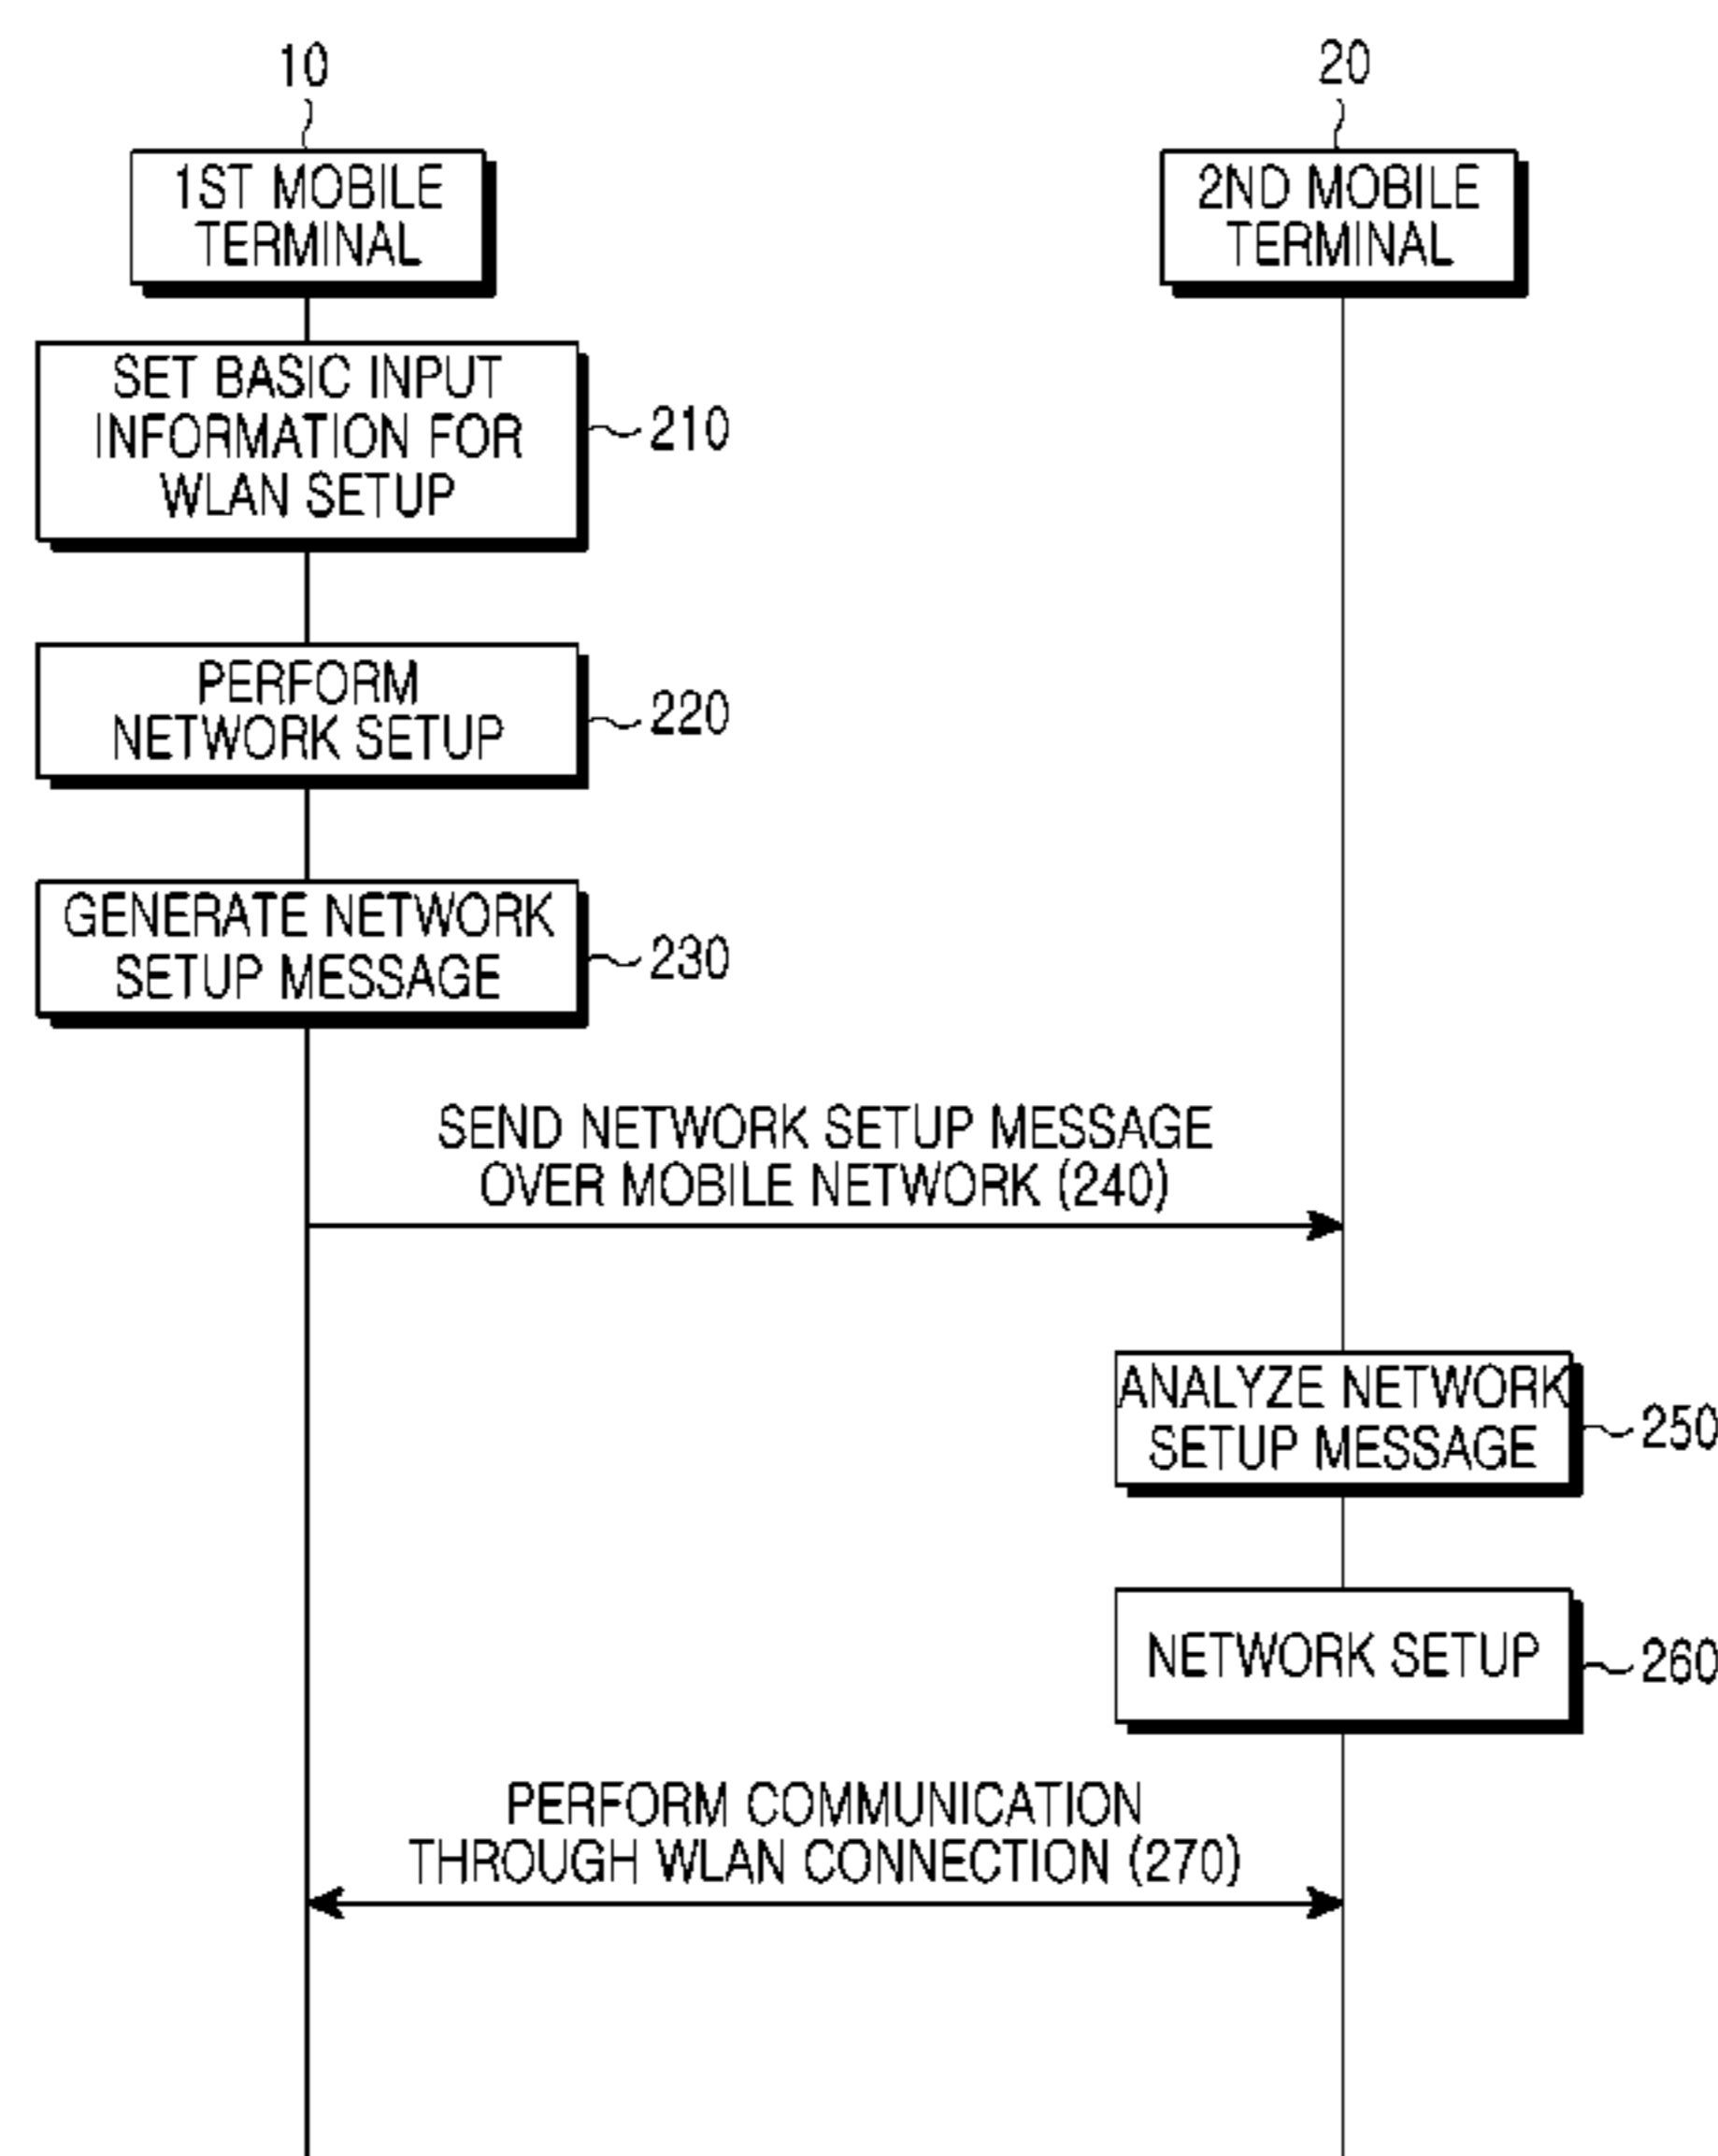 10
20
1ST MOBILE
TERMINAL
2ND MOBILE
TERMINAL
SET BASIC INPUT
INFORMATION FOR
WLAN SETUP
210
PERFORM
NETWORK SETUP
220
GENERATE NETWORK
SETUP MESSAGE
230
SEND NETWORK SETUP MESSAGE
OVER MOBILE NETWORK (240)
ANALYZE NETWORK
SETUP MESSAGE
250
NETWORK SETUP
260
PERFORM COMMUNICATION
THROUGH WLAN CONNECTION (270)